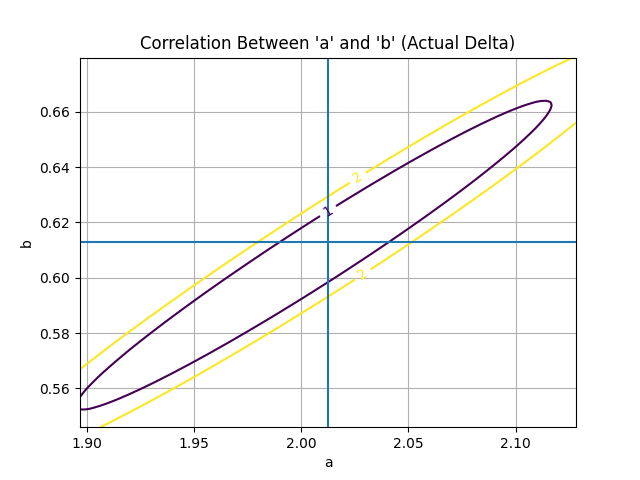 Correlation Between 'a' and 'b' (Actual Delta)
b
0.66
0.64
0.62
0.60
0.58
0.56
2
1
2
1.90 1.95 2.00 2.05 2.10
a